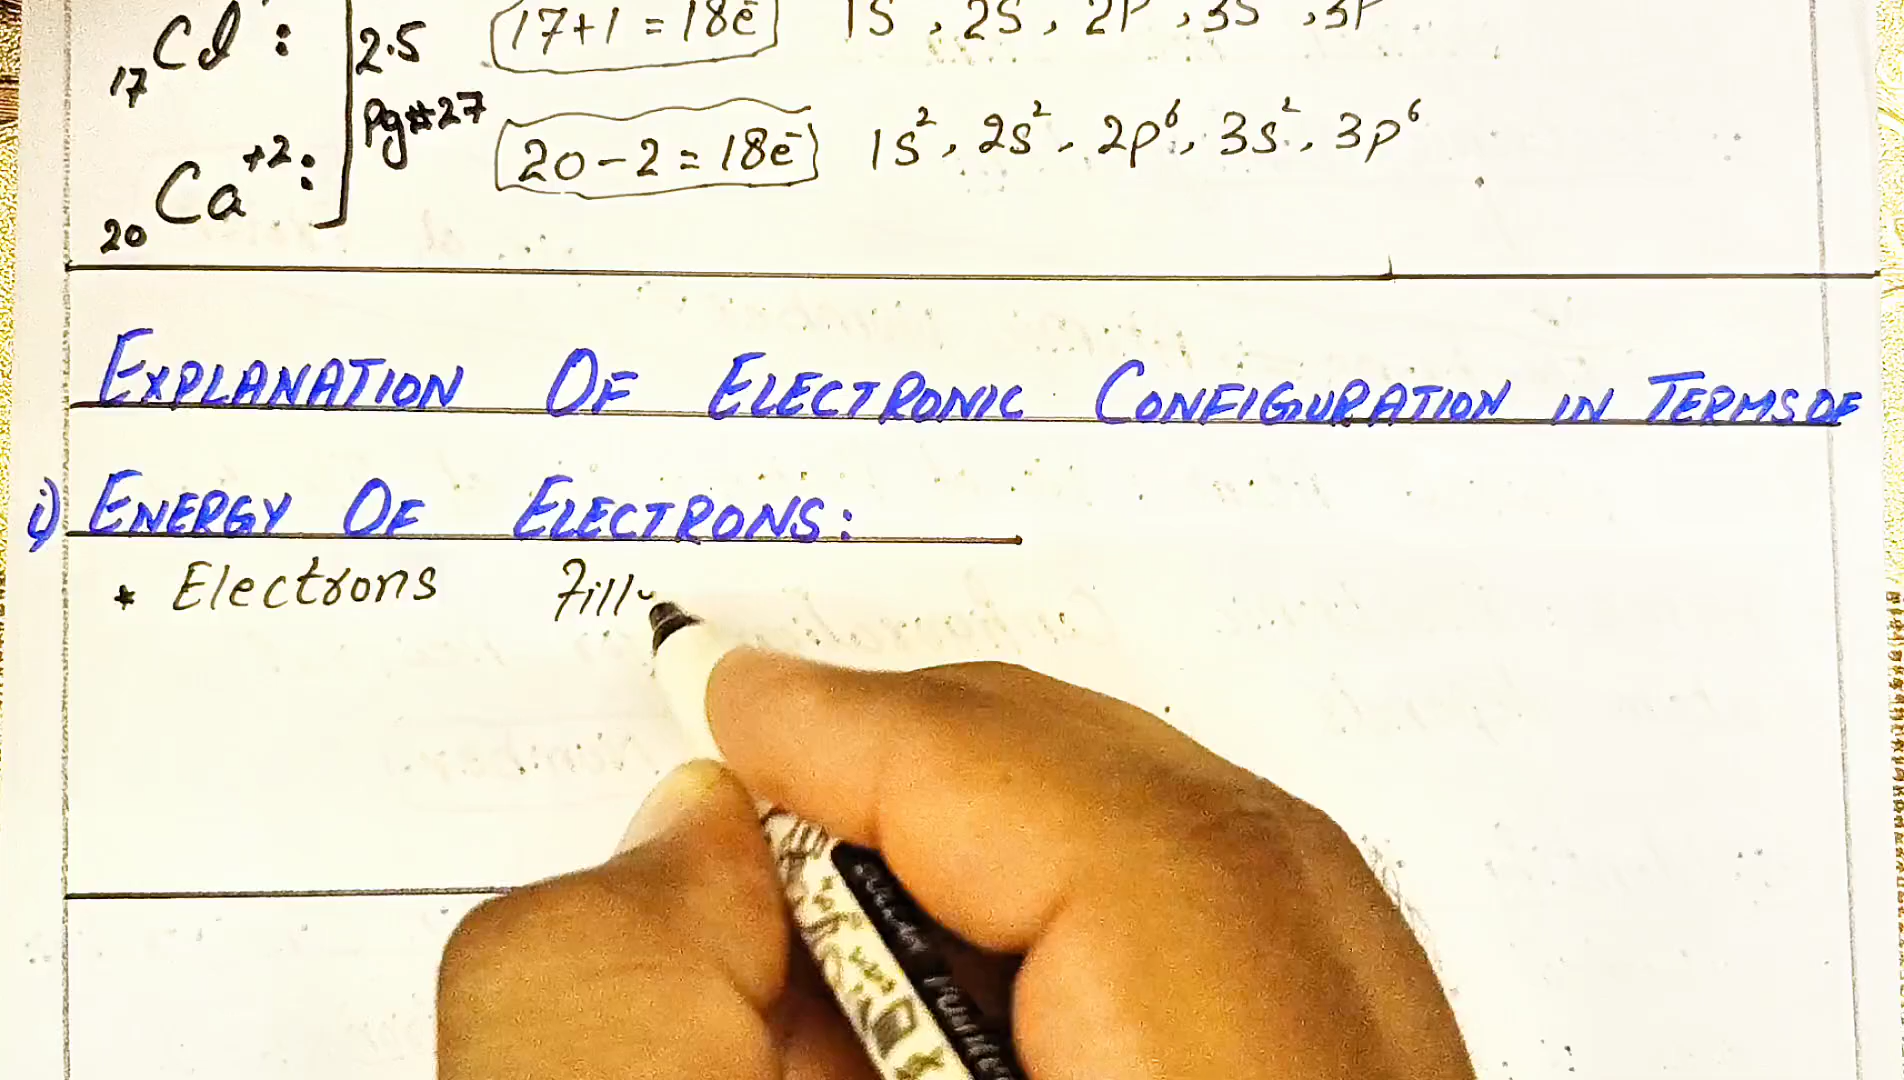 17Cl : 2.5 17+1 = 18e̅ 1S , 2S , 2P , 3S , 3P
Pg#27
20Ca⁺²: 20-2 = 18e̅ 1s², 2s², 2p⁶, 3s², 3p⁶
EXPLANATION OF ELECTRONIC CONFIGURATION IN TERMS OF
i) ENERGY OF ELECTRONS:
* Electrons Fill